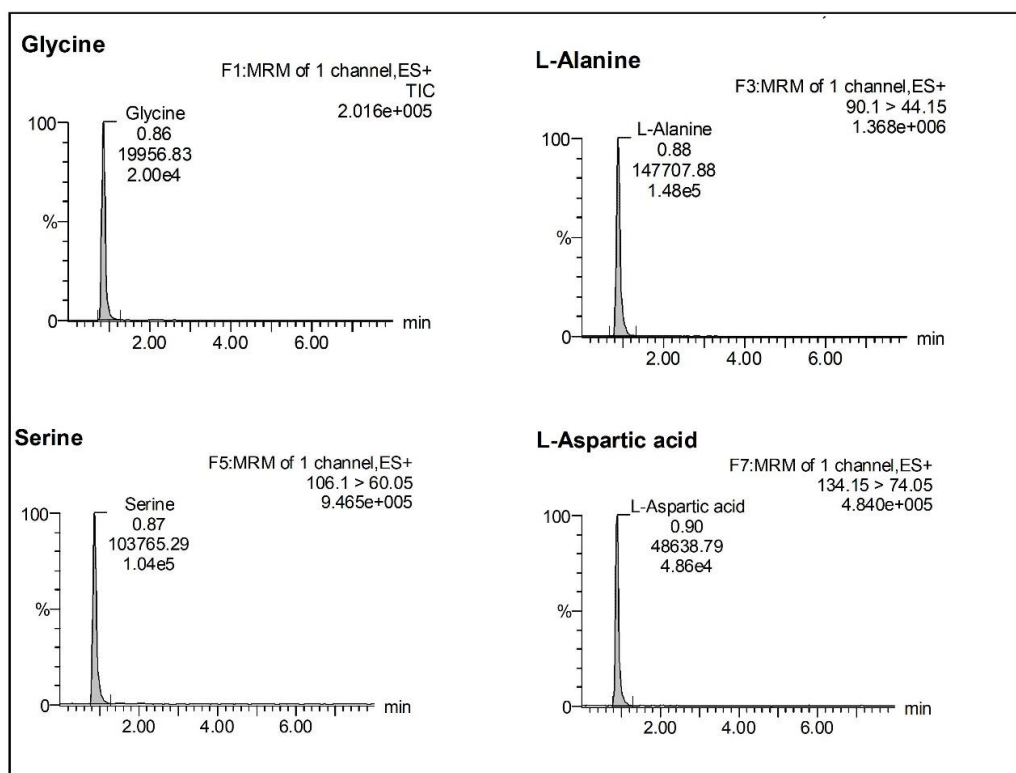 Glycine
F1:MRM of 1 channel,ES+
TIC
2.016e+005
Glycine
0.86
19956.83
2.00e4
100
%
0
2.00 4.00 6.00 min
L-Alanine
F3:MRM of 1 channel,ES+
90.1 > 44.15
1.368e+006
L-Alanine
0.88
147707.88
1.48e5
100
%
0
2.00 4.00 6.00 min
Serine
F5:MRM of 1 channel,ES+
106.1 > 60.05
9.465e+005
Serine
0.87
103765.29
1.04e5
100
%
0
2.00 4.00 6.00 min
L-Aspartic acid
F7:MRM of 1 channel,ES+
134.15 > 74.05
4.840e+005
L-Aspartic acid
0.90
48638.79
4.86e4
100
%
0
2.00 4.00 6.00 min